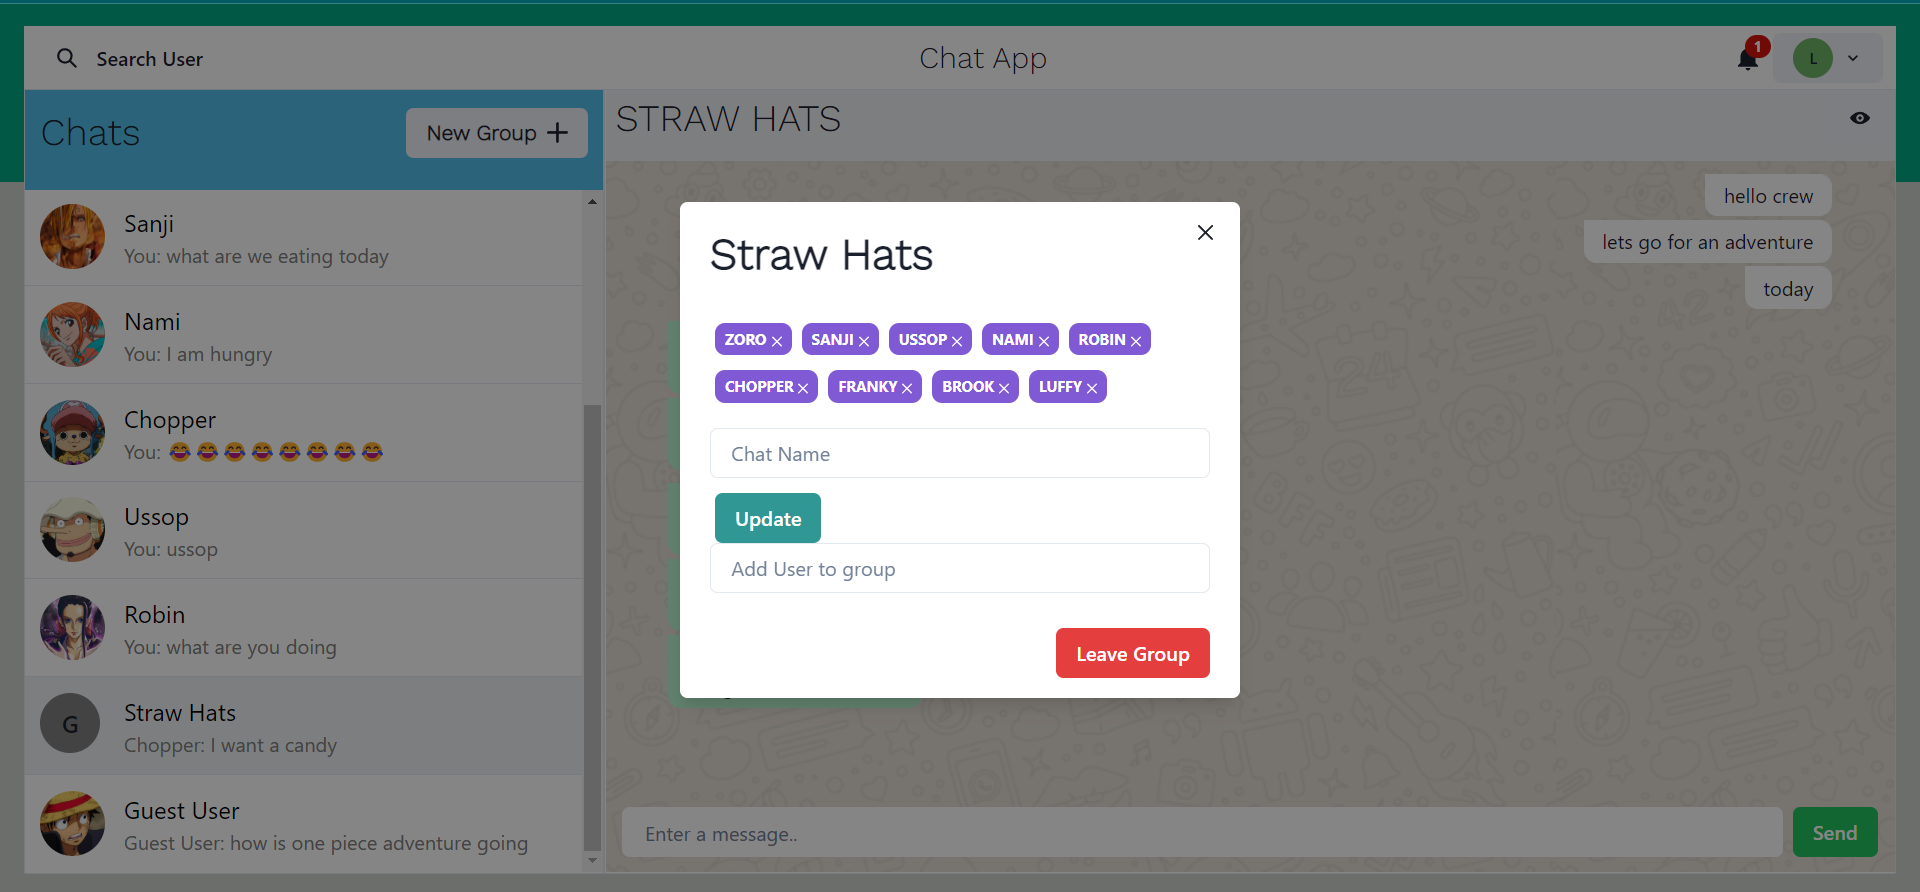 Search User
Chat App
1
L
Chats
New Group
STRAW HATS
Sanji
You: what are we eating today
Nami
You: I am hungry
Chopper
You: 😂😂😂😂😂😂😂😂
Ussop
You: ussop
Robin
You: what are you doing
G
Straw Hats
Chopper: I want a candy
Guest User
Guest User: how is one piece adventure going
hello crew
lets go for an adventure
today
Straw Hats
ZORO SANJI USSOP NAMI ROBIN
CHOPPER FRANKY BROOK LUFFY
Chat Name
Update
Add User to group
Leave Group
Enter a message..
Send